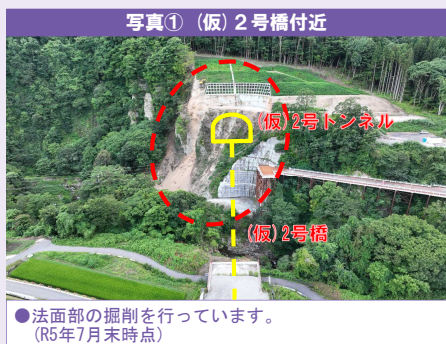 写真① (仮)２号橋付近
(仮)2号トンネル
(仮)2号橋
●法面部の掘削を行っています。
(R5年7月末時点)